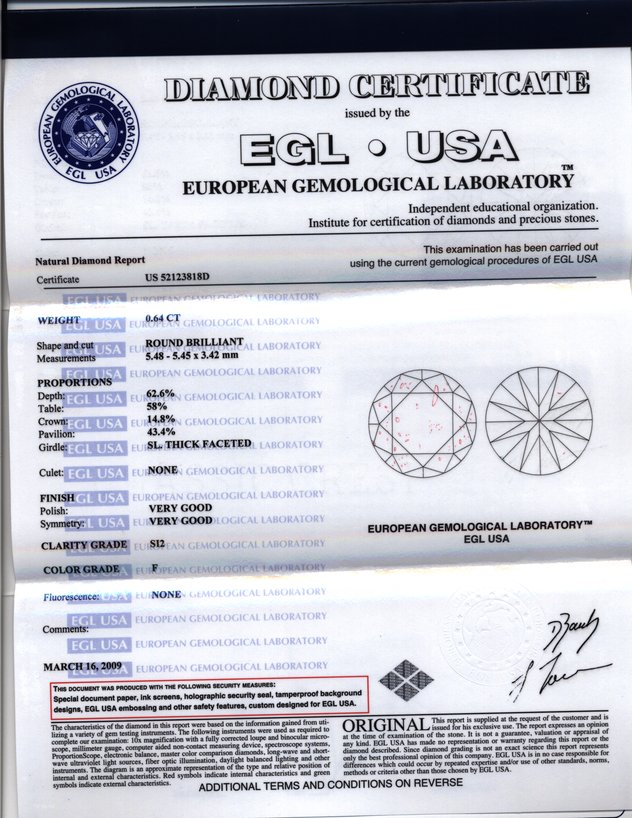 EUROPEAN GEMOLOGICAL LABORATORY
EGL USA
DIAMOND CERTIFICATE
issued by the
EGL • USA
EUROPEAN GEMOLOGICAL LABORATORY™
Independent educational organization.
Institute for certification of diamonds and precious stones.
Natural Diamond Report
Certificate US 52123818D
This examination has been carried out
using the current gemological procedures of EGL USA
WEIGHT 0.64 CT
Shape and cut ROUND BRILLIANT
Measurements 5.48 - 5.45 x 3.42 mm
PROPORTIONS
Depth: 62.6%
Table: 58%
Crown: 14.8%
Pavilion: 43.4%
Girdle: SL. THICK FACETED
Culet: NONE
FINISH
Polish: VERY GOOD
Symmetry: VERY GOOD
CLARITY GRADE SI2
COLOR GRADE F
Fluorescence: NONE
Comments:
MARCH 16, 2009
EUROPEAN GEMOLOGICAL LABORATORY™
EGL USA
THIS DOCUMENT WAS PRODUCED WITH THE FOLLOWING SECURITY MEASURES:
Special document paper, ink screens, holographic security seal, tamperproof background
designs, EGL USA embossing and other safety features, custom designed for EGL USA.
The characteristics of the diamond in this report were based on the information gained from uti-
lizing a variety of gem testing instruments. The following instruments were used as required to
complete our examination: 10x magnification with a fully corrected loupe and binocular micro-
scope, millimeter gauge, computer aided non-contact measuring device, spectroscope systems,
ProportionScope, electronic balance, master color comparison diamonds, long-wave and short-
wave ultraviolet light sources, fiber optic illumination, daylight balanced lighting and other
instruments. The diagram is an approximate representation of the type and relative position of
internal and external characteristics. Red symbols indicate internal characteristics and green
symbols indicate external characteristics.
ORIGINAL This report is supplied at the request of the customer and is
issued for his exclusive use. The report expresses an opinion
at the time of examination of the stone. It is not a guarantee, valuation or appraisal of
any kind. EGL USA has made no representation or warranty regarding this report or the
diamond described. Since diamond grading is not an exact science this report represents
only the best professional opinion of this company. EGL USA is in no case responsible for
differences which could occur by repeated expertise and/or use of other standards, norms,
methods or criteria other than those chosen by EGL USA.
ADDITIONAL TERMS AND CONDITIONS ON REVERSE